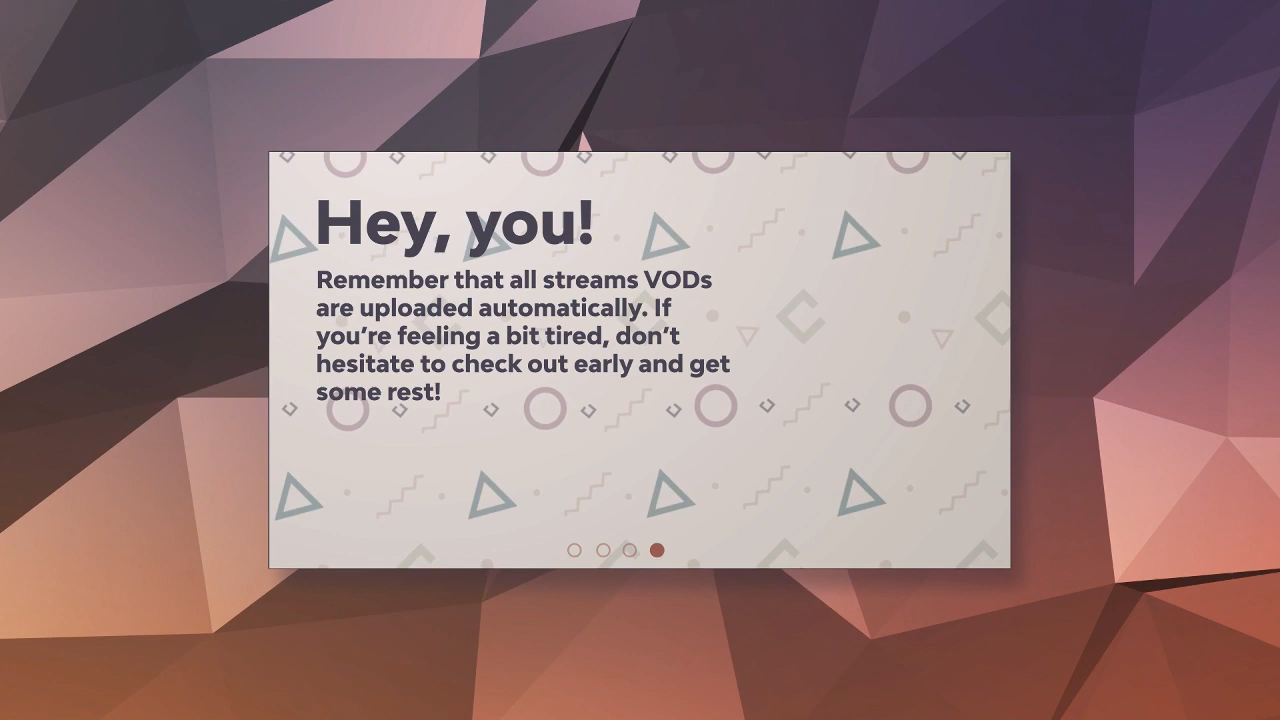 Hey, you!
Remember that all streams VODs
are uploaded automatically. If
you’re feeling a bit tired, don’t
hesitate to check out early and get
some rest!